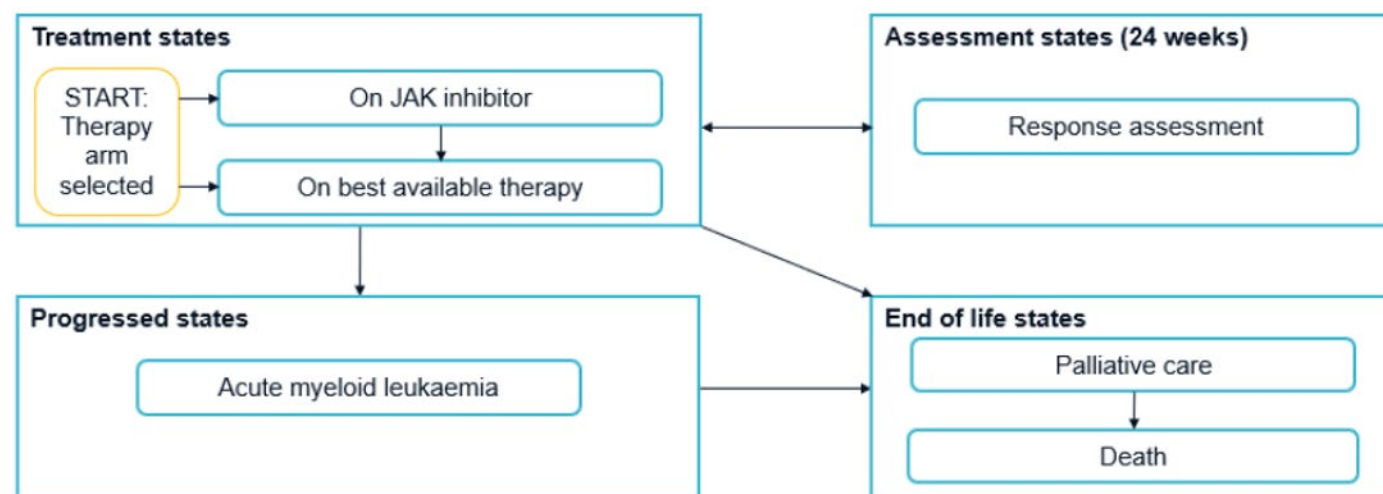 Treatment states
START:
Therapy
arm
selected
On JAK inhibitor
On best available therapy
Assessment states (24 weeks)
Response assessment
Progressed states
Acute myeloid leukaemia
End of life states
Palliative care
Death